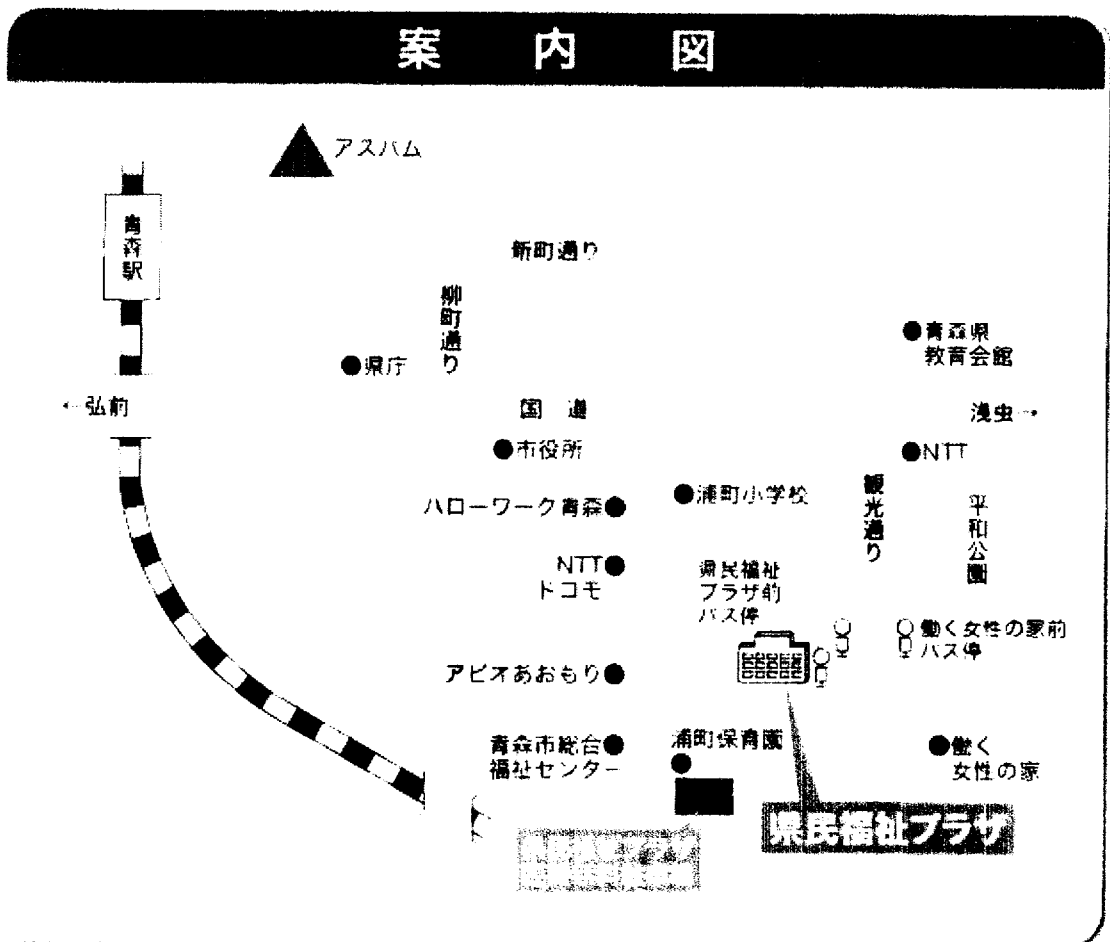 案内図
アスパム
青森駅
新町通り
柳町通り
●県庁
●青森県
教育会館
←弘前
国道
浅虫→
●市役所
●NTT
ハローワーク青森●
●浦町小学校
観光通り
平和公園
NTT●
ドコモ
県民福祉
プラザ前
バス停
働く女性の家前
バス停
アピオあおもり●
青森市総合●
福祉センター
浦町保育園
●働く
女性の家
県民福祉プラザ